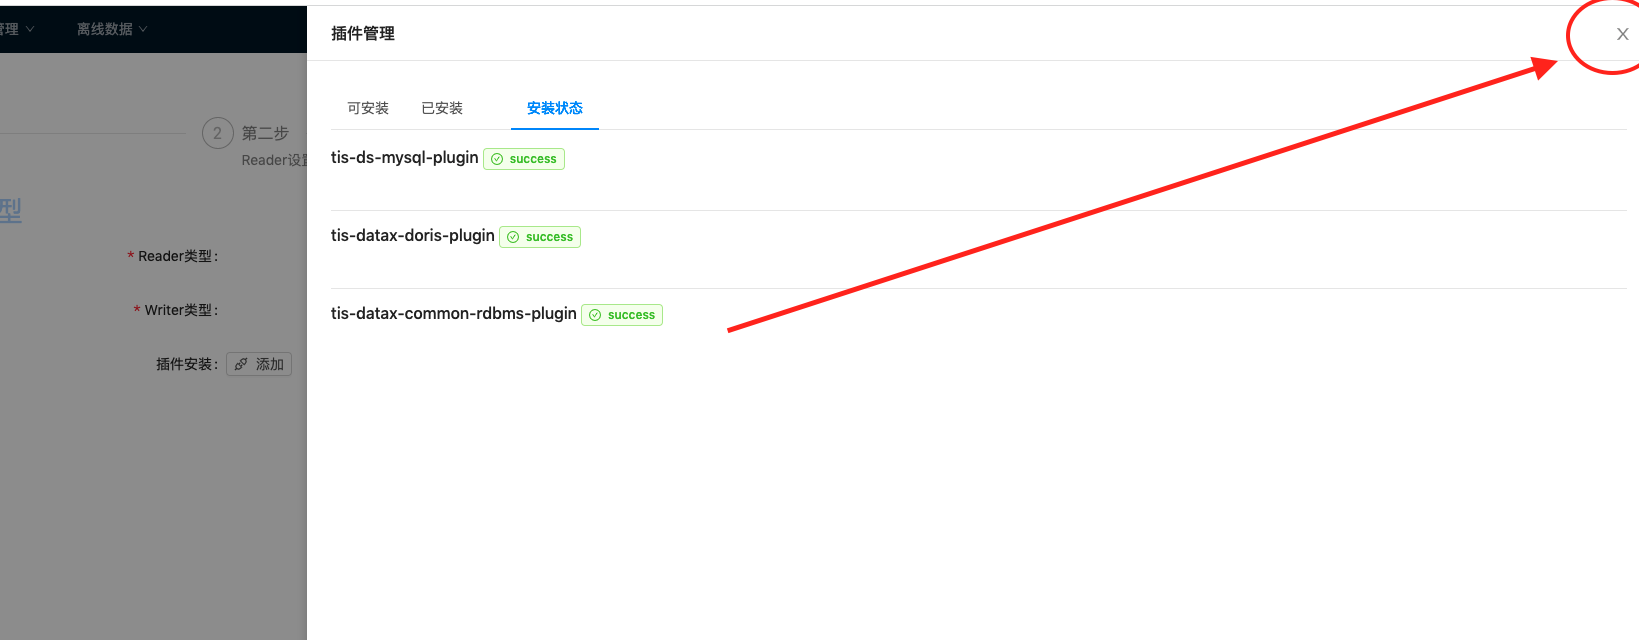 管理 离线数据
插件管理
X
可安装 已安装 安装状态
2 第二步
Reader设置
tis-ds-mysql-plugin success
型
tis-datax-doris-plugin success
* Reader类型:
* Writer类型:
tis-datax-common-rdbms-plugin success
插件安装: 添加